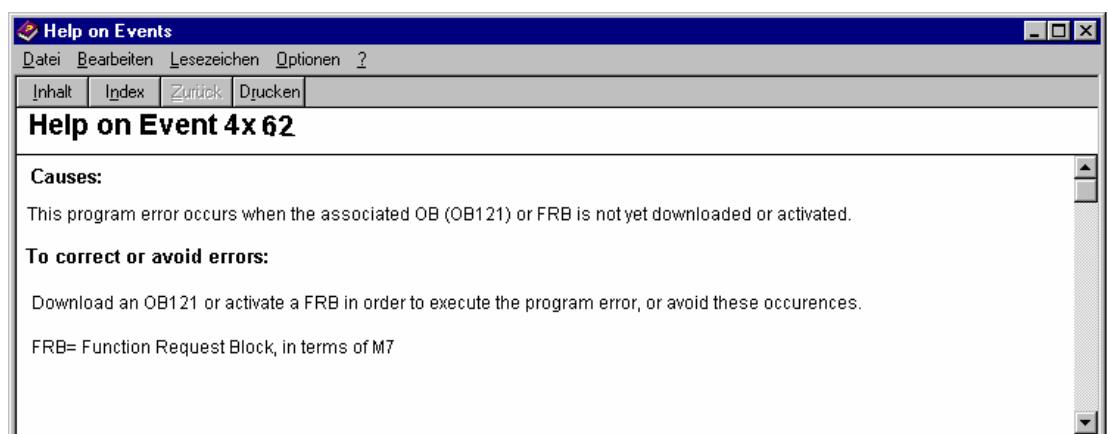 Help on Events
Datei Bearbeiten Lesezeichen Optionen ?
Inhalt Index Zurück Drucken
Help on Event 4x 62
Causes:
This program error occurs when the associated OB (OB121) or FRB is not yet downloaded or activated.
To correct or avoid errors:
Download an OB121 or activate a FRB in order to execute the program error, or avoid these occurences.
FRB= Function Request Block, in terms of M7